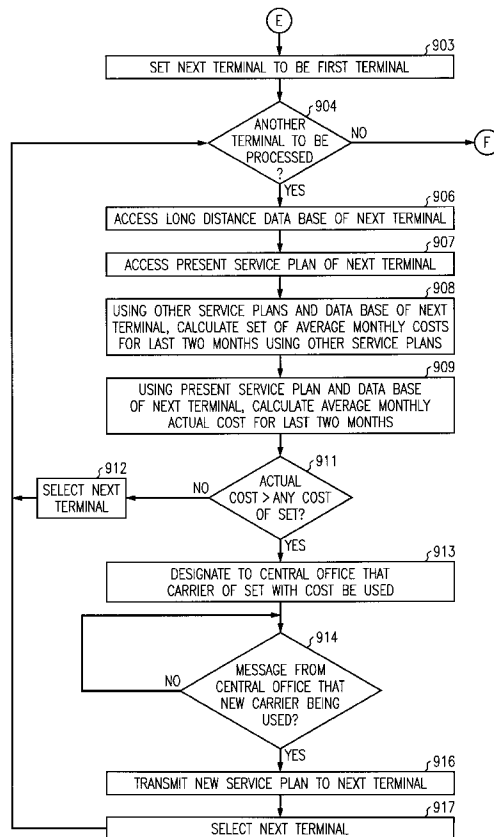 E
903
SET NEXT TERMINAL TO BE FIRST TERMINAL
904
ANOTHER
TERMINAL TO BE
PROCESSED
?
NO
F
YES
906
ACCESS LONG DISTANCE DATA BASE OF NEXT TERMINAL
907
ACCESS PRESENT SERVICE PLAN OF NEXT TERMINAL
908
USING OTHER SERVICE PLANS AND DATA BASE OF NEXT
TERMINAL, CALCULATE SET OF AVERAGE MONTHLY COSTS
FOR LAST TWO MONTHS USING OTHER SERVICE PLANS
909
USING PRESENT SERVICE PLAN AND DATA BASE
OF NEXT TERMINAL, CALCULATE AVERAGE MONTHLY
ACTUAL COST FOR LAST TWO MONTHS
911
ACTUAL
COST > ANY COST
OF SET?
NO
912
SELECT NEXT
TERMINAL
YES
913
DESIGNATE TO CENTRAL OFFICE THAT
CARRIER OF SET WITH COST BE USED
914
MESSAGE FROM
CENTRAL OFFICE THAT
NEW CARRIER BEING
USED?
NO
YES
916
TRANSMIT NEW SERVICE PLAN TO NEXT TERMINAL
917
SELECT NEXT TERMINAL